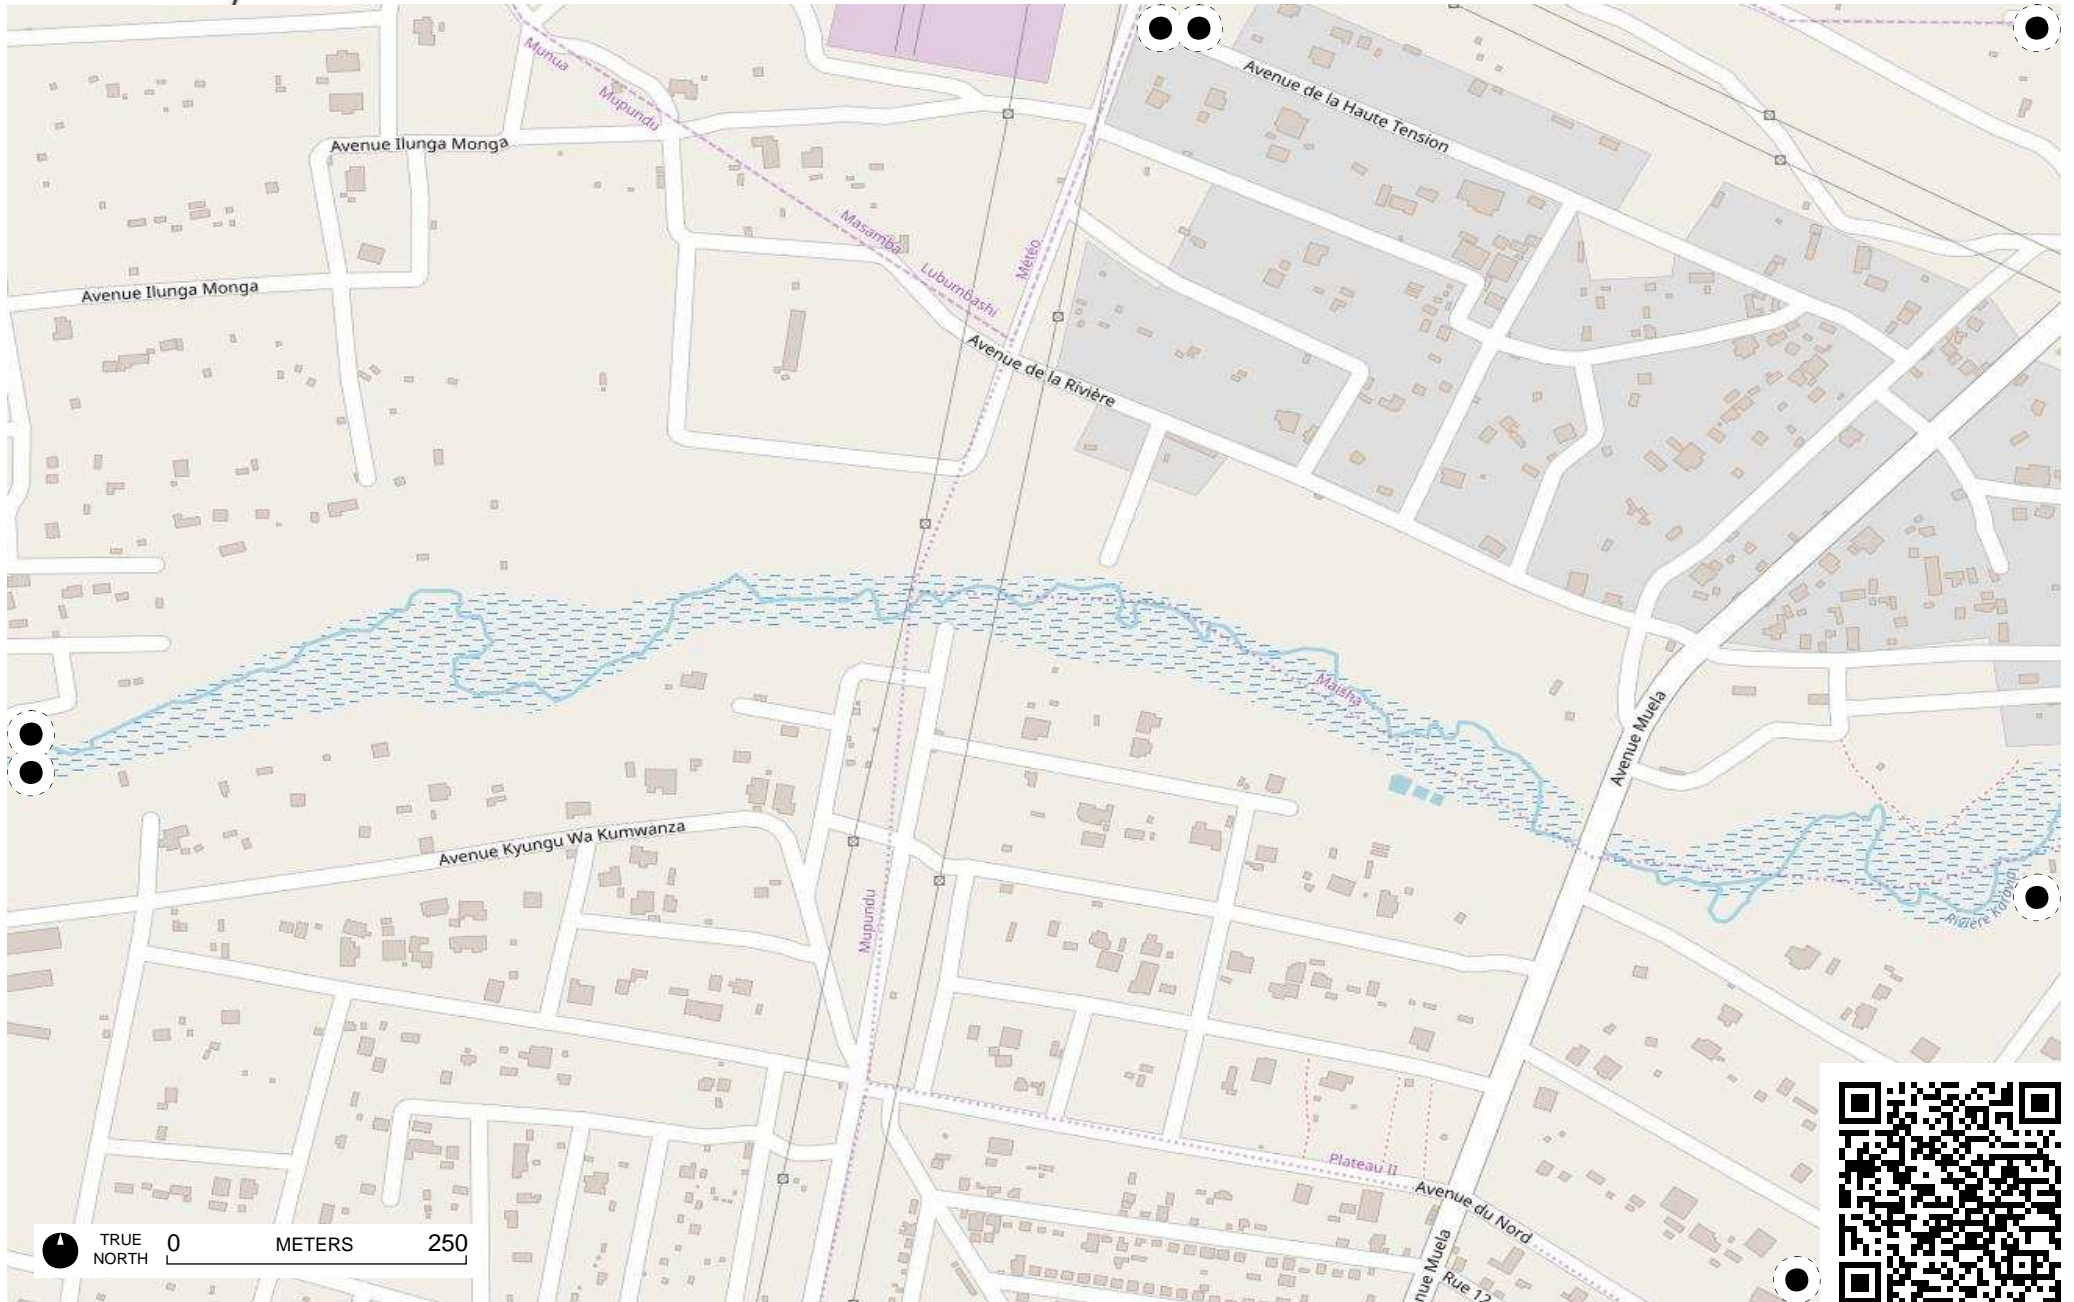 Munua
Mupundu
Avenue de la Haute Tension
Avenue Ilunga Monga
Masamba
Lubumbashi
Météo
Avenue Ilunga Monga
Avenue de la Rivière
Maisha
Avenue Muela
Avenue Kyungu Wa Kumwanza
Mupundu
Plateau II
Avenue du Nord
Rue 12
TRUE
NORTH
0 METERS 250